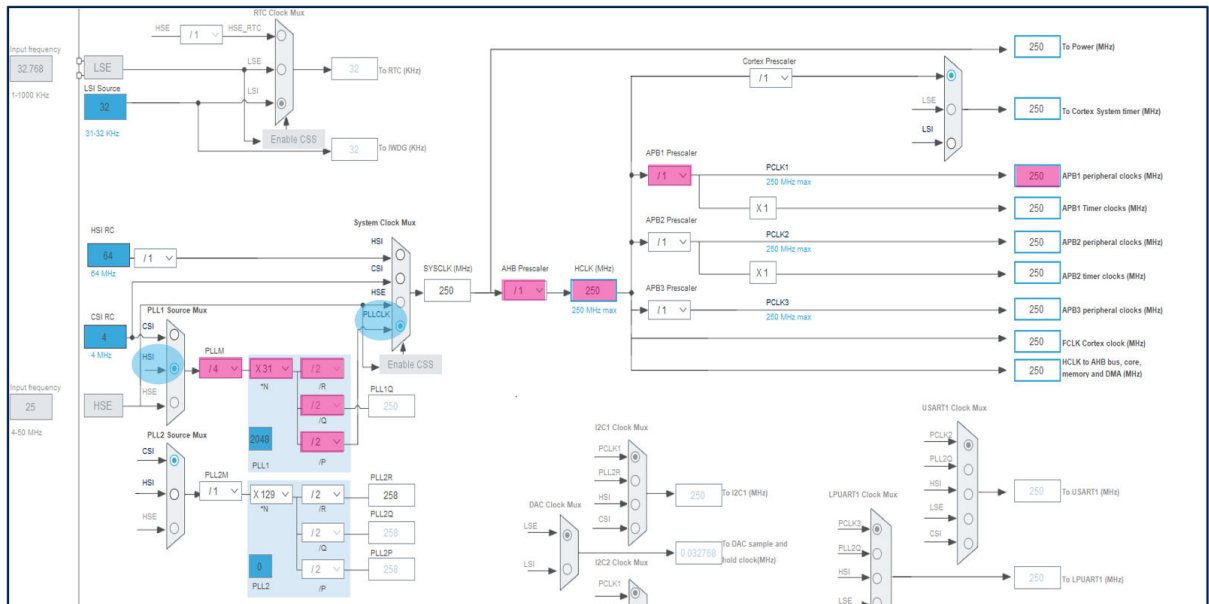 RTC Clock Mux
HSE
/ 1
HSE_RTC
Input frequency
32.768
1-1000 KHz
LSE
LSE
LSI Source
32
31-32 KHz
LSI
32
To RTC (KHz)
Enable CSS
32
To IWDG (KHz)
250
To Power (MHz)
Cortex Prescaler
/ 1
LSE
LSI
250
To Cortex System timer (MHz)
APB1 Prescaler
/ 1
PCLK1
250 MHz max
250
APB1 peripheral clocks (MHz)
X 1
250
APB1 Timer clocks (MHz)
APB2 Prescaler
/ 1
PCLK2
250 MHz max
250
APB2 peripheral clocks (MHz)
X 1
250
APB2 timer clocks (MHz)
APB3 Prescaler
/ 1
PCLK3
250 MHz max
250
APB3 peripheral clocks (MHz)
250
FCLK Cortex clock (MHz)
250
HCLK to AHB bus, core,
memory and DMA (MHz)
System Clock Mux
HSI
CSI
HSE
PLLCLK
SYSCLK (MHz)
250
AHB Prescaler
/ 1
HCLK (MHz)
250
250 MHz max
Enable CSS
HSI RC
64
64 MHz
/ 1
CSI RC
4
4 MHz
PLL1 Source Mux
CSI
HSI
HSE
Input frequency
25
4-50 MHz
HSE
PLLM
/ 4
X 31
*N
/ 2
/R
/ 2
/Q
/ 2
/P
2048
PLL1
PLL1Q
250
PLL2 Source Mux
CSI
HSI
HSE
PLL2M
/ 1
X 129
*N
/ 2
/R
/ 2
/Q
/ 2
/P
0
PLL2
PLL2R
258
PLL2Q
258
PLL2P
258
I2C1 Clock Mux
PCLK1
PLL2R
HSI
CSI
250
To I2C1 (MHz)
DAC Clock Mux
LSE
LSI
0.032768
To DAC sample and
hold clock(MHz)
I2C2 Clock Mux
PCLK1
USART1 Clock Mux
PCLK2
PLL2Q
HSI
LSE
CSI
250
To USART1 (MHz)
LPUART1 Clock Mux
PCLK3
PLL2Q
HSI
LSE
250
To LPUART1 (MHz)